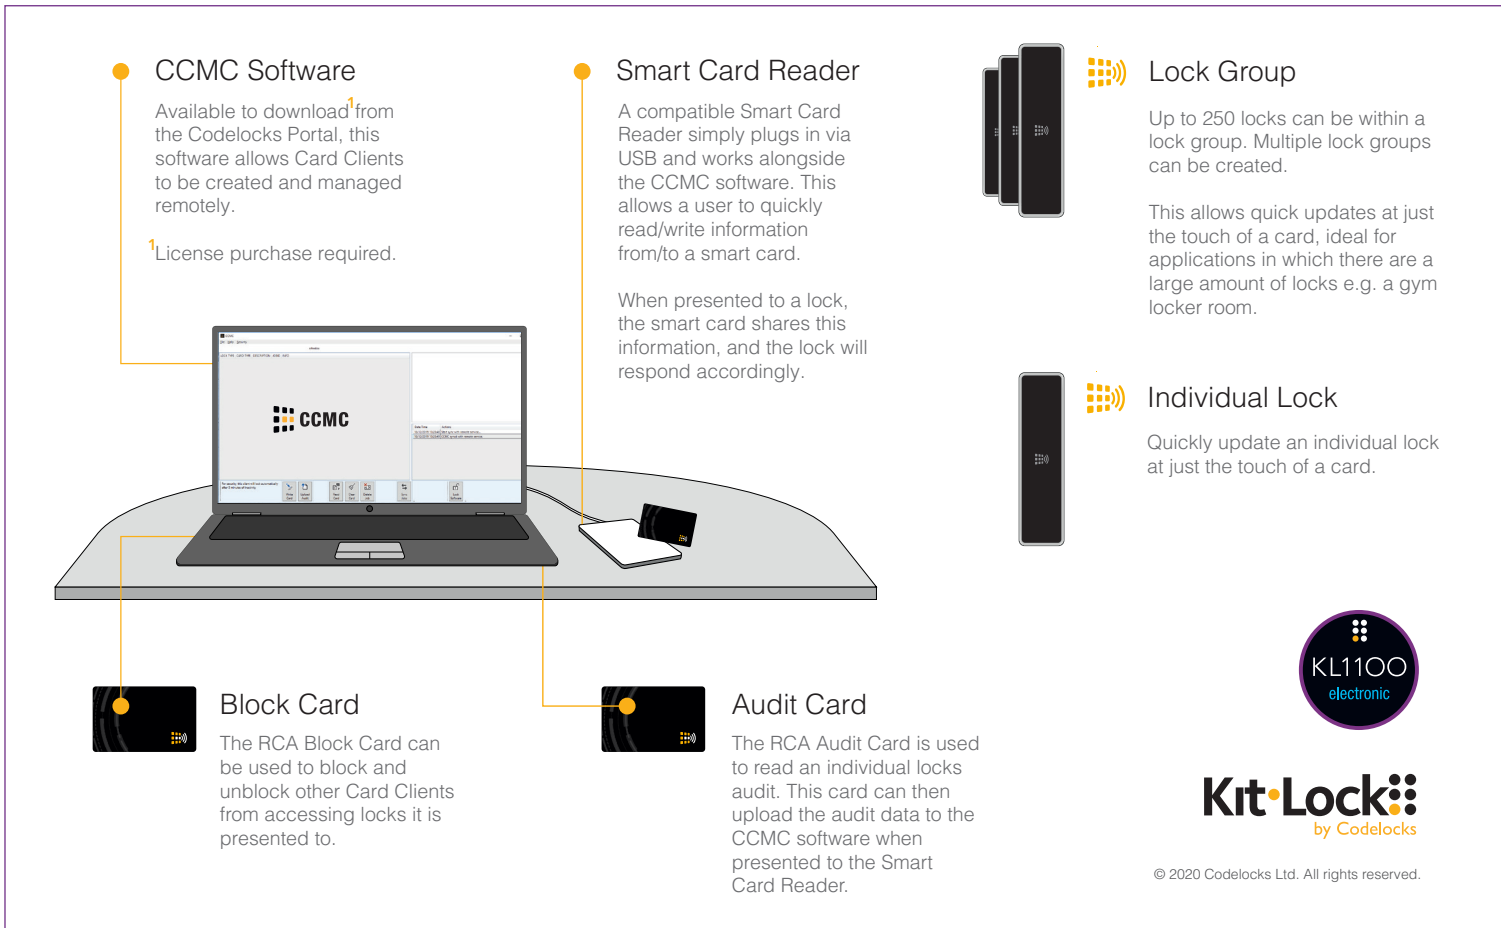 CCMC Software
Available to download¹ from
the Codelocks Portal, this
software allows Card Clients
to be created and managed
remotely.
¹License purchase required.
Smart Card Reader
A compatible Smart Card
Reader simply plugs in via
USB and works alongside
the CCMC software. This
allows a user to quickly
read/write information
from/to a smart card.
When presented to a lock,
the smart card shares this
information, and the lock will
respond accordingly.
Lock Group
Up to 250 locks can be within a
lock group. Multiple lock groups
can be created.
This allows quick updates at just
the touch of a card, ideal for
applications in which there are a
large amount of locks e.g. a gym
locker room.
Individual Lock
Quickly update an individual lock
at just the touch of a card.
CCMC
CCMC
Date/Time Actions
Block Card
The RCA Block Card can
be used to block and
unblock other Card Clients
from accessing locks it is
presented to.
Audit Card
The RCA Audit Card is used
to read an individual locks
audit. This card can then
upload the audit data to the
CCMC software when
presented to the Smart
Card Reader.
KL1100
electronic
Kit Lock
by Codelocks
© 2020 Codelocks Ltd. All rights reserved.